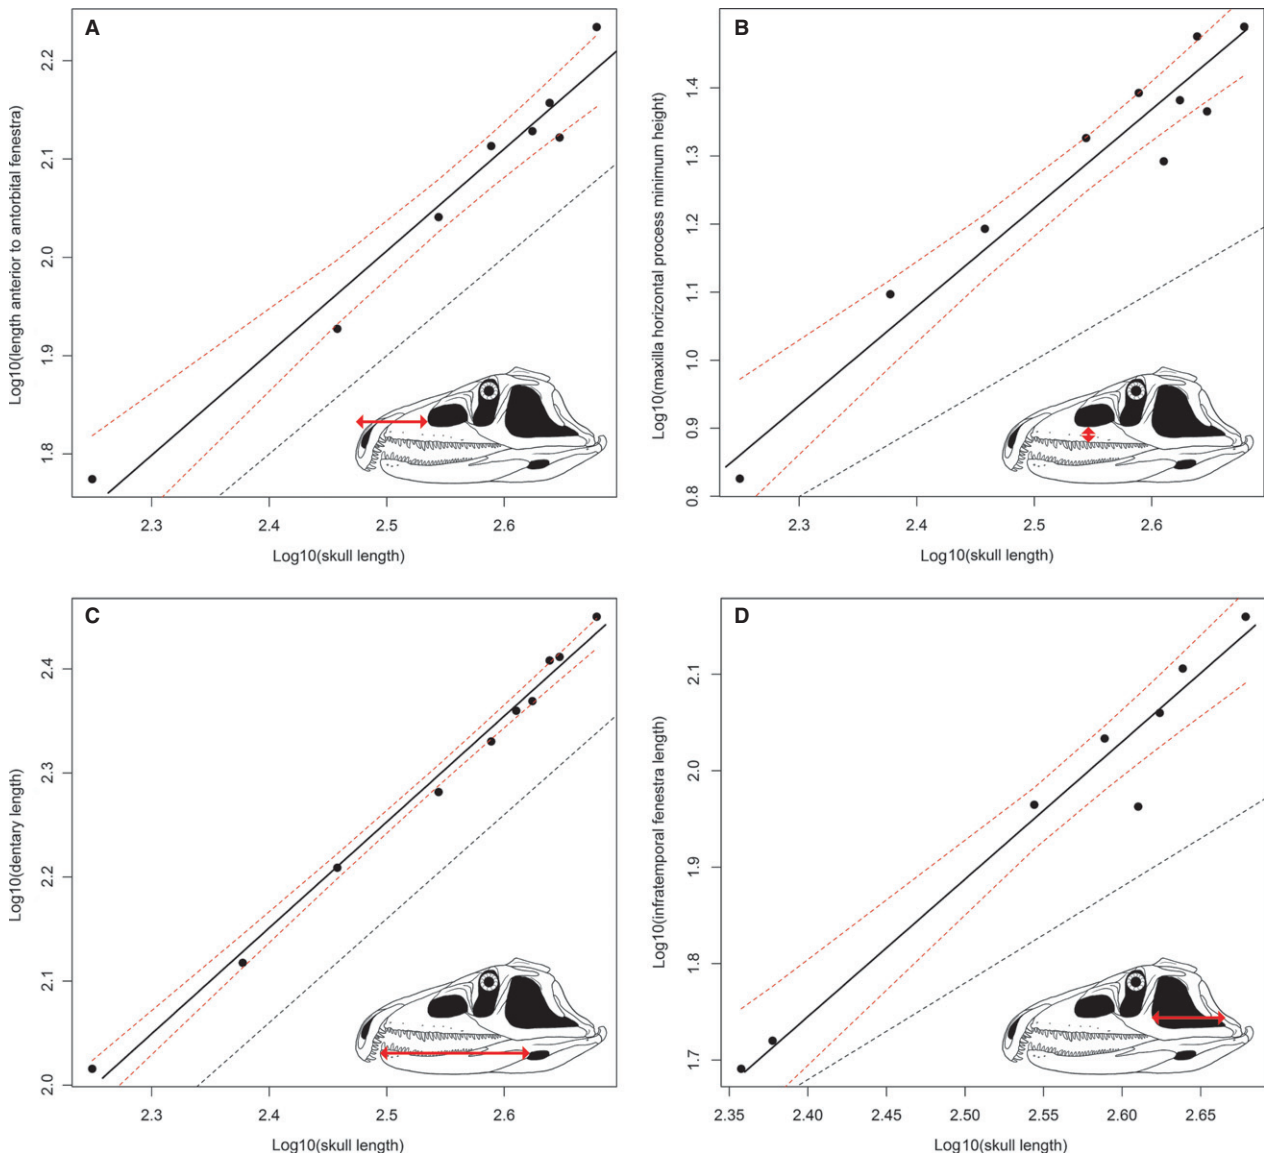 A
Log10(length anterior to antorbital fenestra)
2.2
2.1
2.0
1.9
1.8
2.3 2.4 2.5 2.6
Log10(skull length)
B
Log10(maxilla horizontal process minimum height)
1.4
1.3
1.2
1.1
1.0
0.9
0.8
2.3 2.4 2.5 2.6
Log10(skull length)
C
Log10(dentary length)
2.4
2.3
2.2
2.1
2.0
2.3 2.4 2.5 2.6
Log10(skull length)
D
Log10(infratemporal fenestra length)
2.1
2.0
1.9
1.8
1.7
2.35 2.40 2.45 2.50 2.55 2.60 2.65
Log10(skull length)